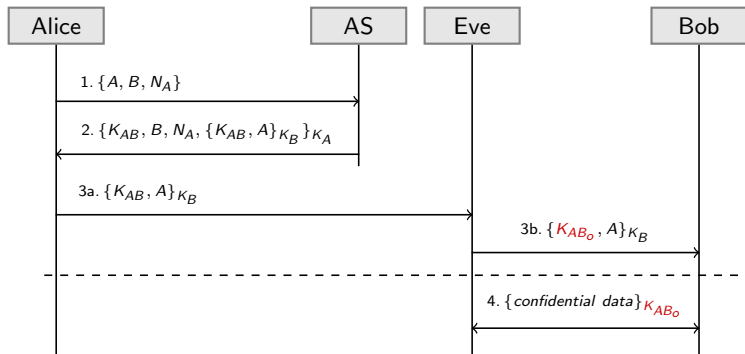 Alice AS Eve Bob
1. {A, B, N_A}
2. {K_AB, B, N_A, {K_AB, A}_K_B}_K_A
3a. {K_AB, A}_K_B
3b. {K_AB_o, A}_K_B
4. {confidential data}_K_AB_o